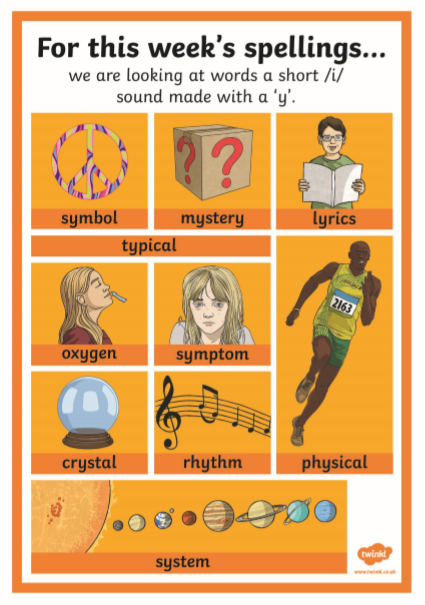 For this week's spellings...
we are looking at words a short /i/
sound made with a 'y'.
symbol
mystery
lyrics
typical
2163
oxygen
symptom
crystal
rhythm
physical
system
twinkl
www.twinkl.co.uk